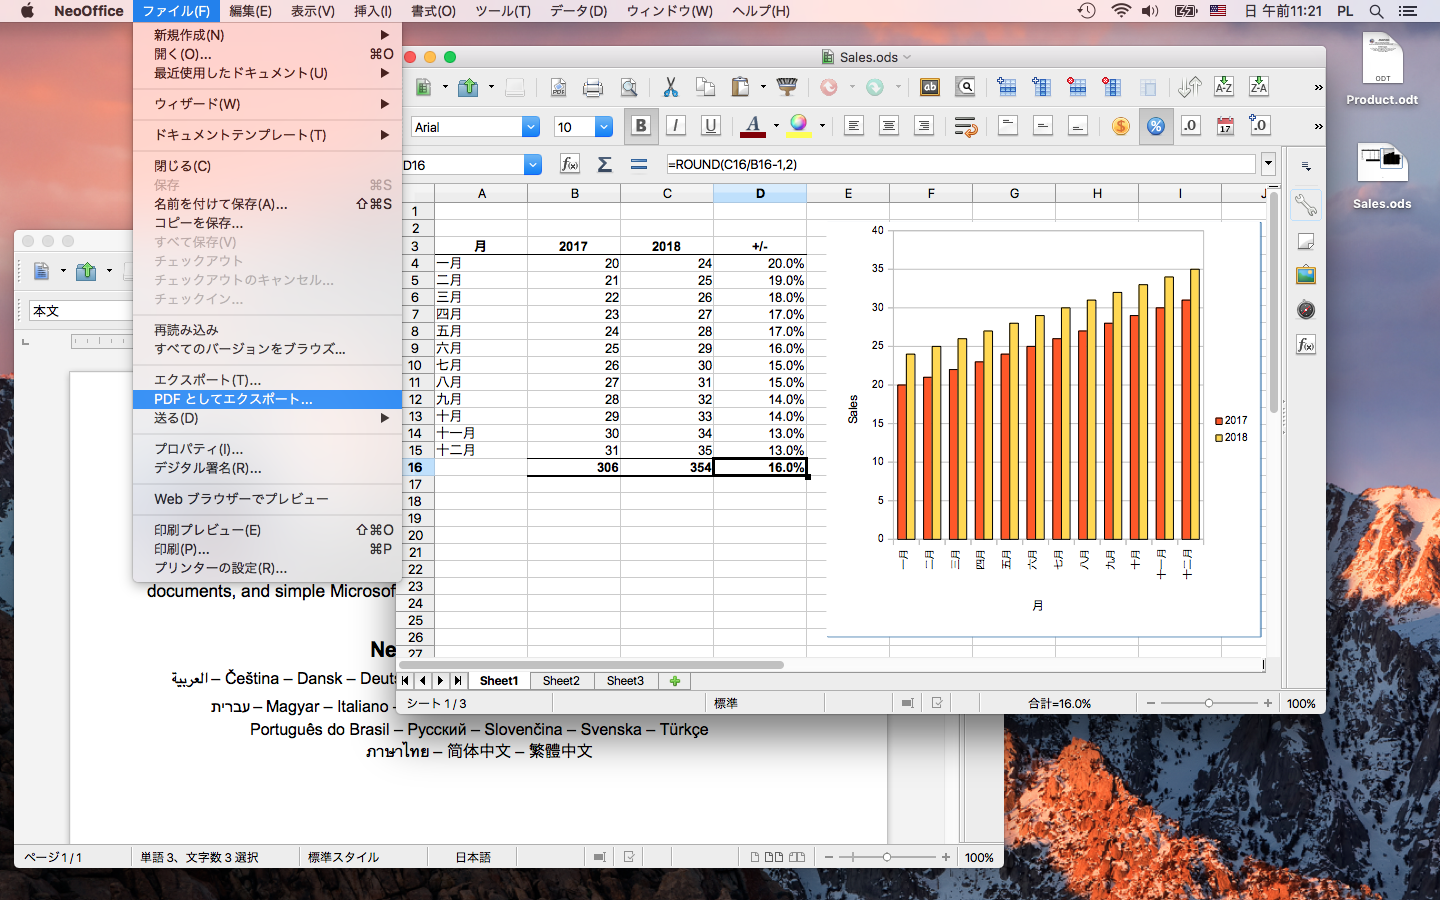 NeoOffice ファイル(F) 編集(E) 表示(V) 挿入(I) 書式(O) ツール(T) データ(D) ウィンドウ(W) ヘルプ(H) 日 午前11:21 PL
新規作成(N)
開く(O)... ⌘O
最近使用したドキュメント(U)
ウィザード(W)
ドキュメントテンプレート(T)
閉じる(C)
保存 ⌘S
名前を付けて保存(A)... ⇧⌘S
コピーを保存...
すべて保存(V)
チェックアウト
チェックアウトのキャンセル...
チェックイン...
再読み込み
すべてのバージョンをブラウズ...
エクスポート(T)...
PDF としてエクスポート...
送る(D)
プロパティ(I)...
デジタル署名(R)...
Web ブラウザーでプレビュー
印刷プレビュー(E) ⇧⌘O
印刷(P)... ⌘P
プリンターの設定(R)...
Sales.ods
Arial 10
D16 =ROUND(C16/B16-1,2)
A B C D E F G H I J
1
2
3 月 2017 2018 +/-
4 一月 20 24 20.0%
5 二月 21 25 19.0%
6 三月 22 26 18.0%
7 四月 23 27 17.0%
8 五月 24 28 17.0%
9 六月 25 29 16.0%
10 七月 26 30 15.0%
11 八月 27 31 15.0%
12 九月 28 32 14.0%
13 十月 29 33 14.0%
14 十一月 30 34 13.0%
15 十二月 31 35 13.0%
16 306 354 16.0%
17
18
19
20
21
22
23
24
25
26
27
40
35
30
25
20
15
10
5
0
Sales
一月 二月 三月 四月 五月 六月 七月 八月 九月 十月 十一月 十二月
月
2017
2018
Sheet1 Sheet2 Sheet3
シート 1 / 3 標準 合計=16.0% 100%
Product.odt
Sales.ods
本文
documents, and simple Microsof
Ne
العربية – Čeština – Dansk – Deuts
עברית – Magyar – Italiano –
Português do Brasil – Русский – Slovenčina – Svenska – Türkçe
ภาษาไทย – 简体中文 – 繁體中文
ページ 1 / 1 単語 3、文字数 3 選択 標準スタイル 日本語 100%